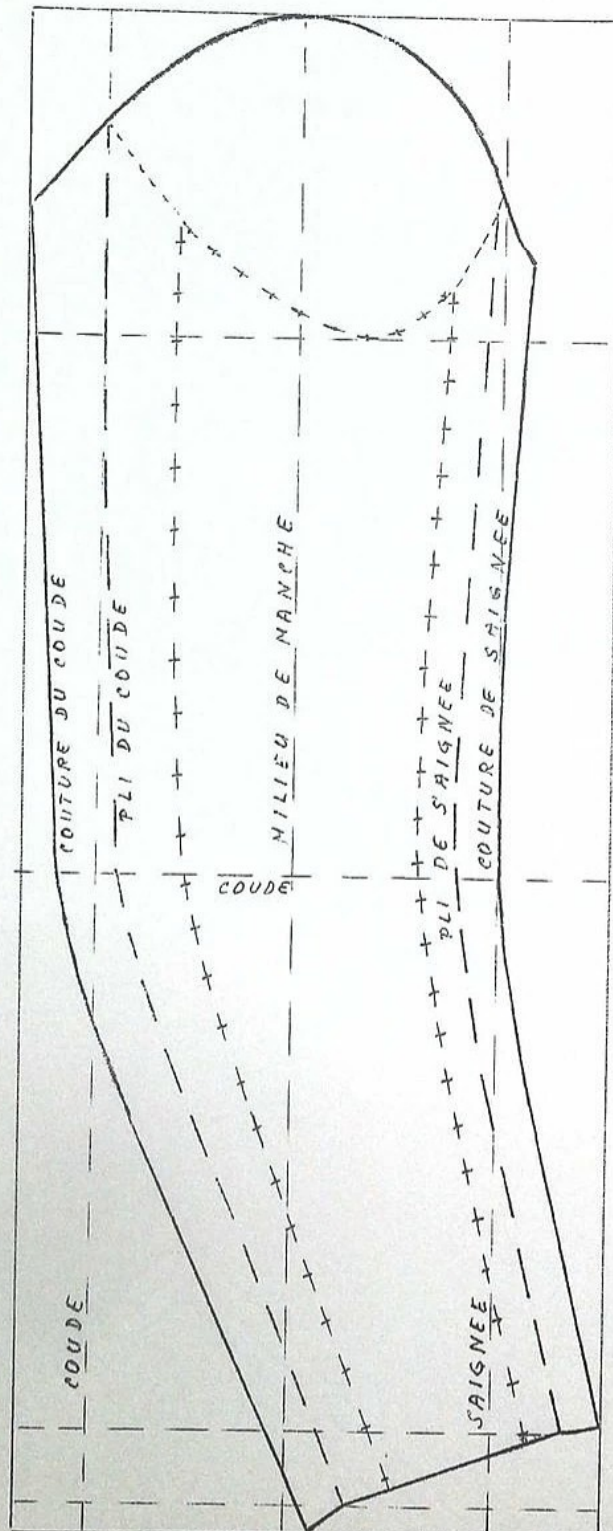 COUTURE DU COUDE
PLI DU COUDE
MILIEU DE MANCHE
PLI DE SAIGNEE
COUTURE DE SAIGNEE
COUDE
COUDE
SAIGNEE